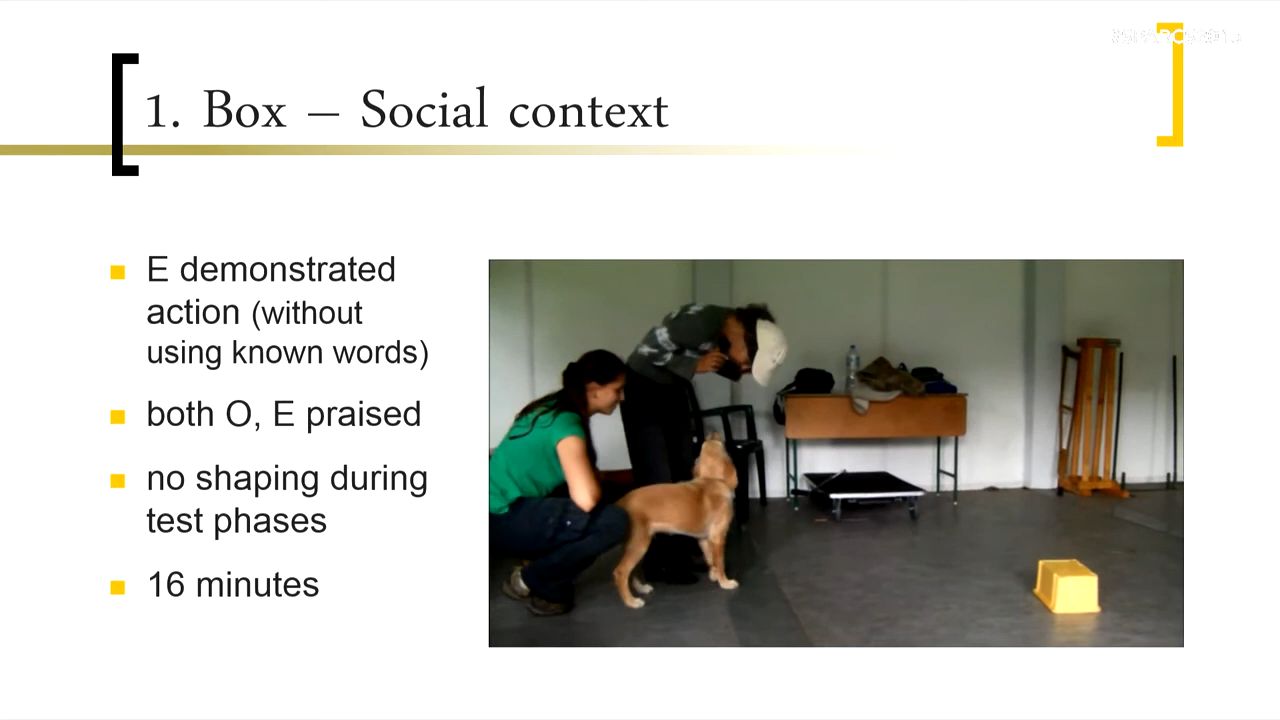 #SPARCS2015
1. Box – Social context
E demonstrated
action (without
using known words)
both O, E praised
no shaping during
test phases
16 minutes